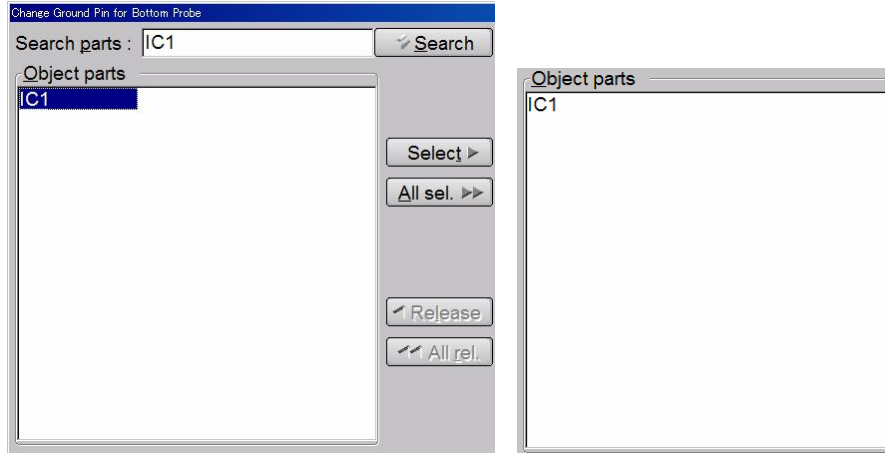 Change Ground Pin for Bottom Probe
Search parts : IC1 Search
Object parts
IC1
Select
All sel.
Release
All rel.
Object parts
IC1